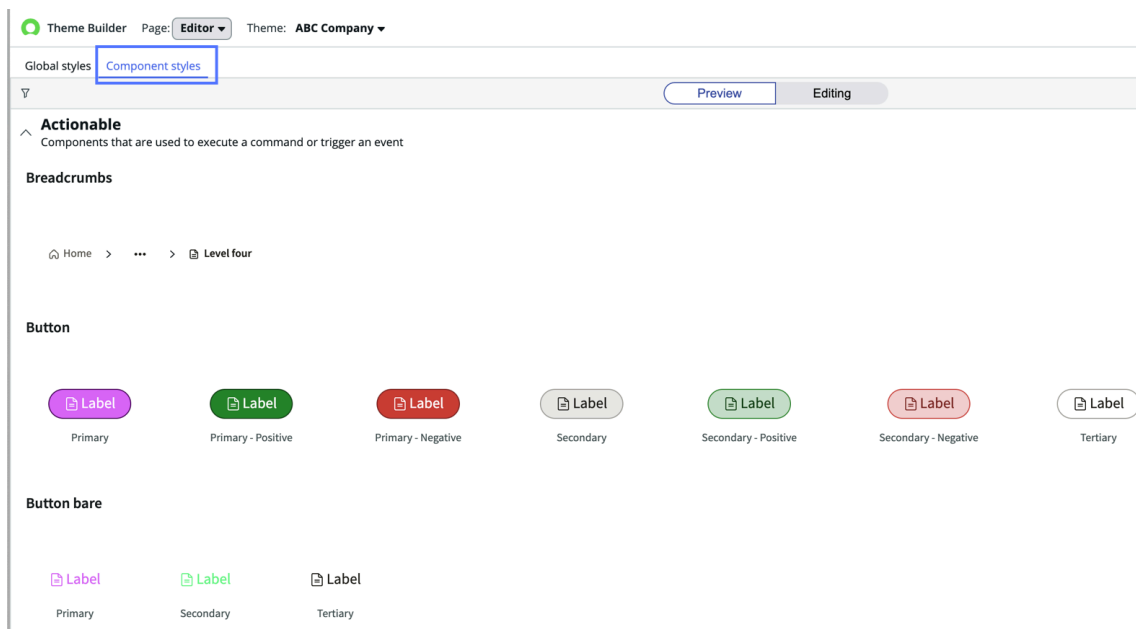 Theme Builder Page: Editor Theme: ABC Company
Global styles Component styles
Preview Editing
Actionable
Components that are used to execute a command or trigger an event
Breadcrumbs
Home > ••• > Level four
Button
Label Label Label Label Label Label Label
Primary Primary - Positive Primary - Negative Secondary Secondary - Positive Secondary - Negative Tertiary
Button bare
Label Label Label
Primary Secondary Tertiary